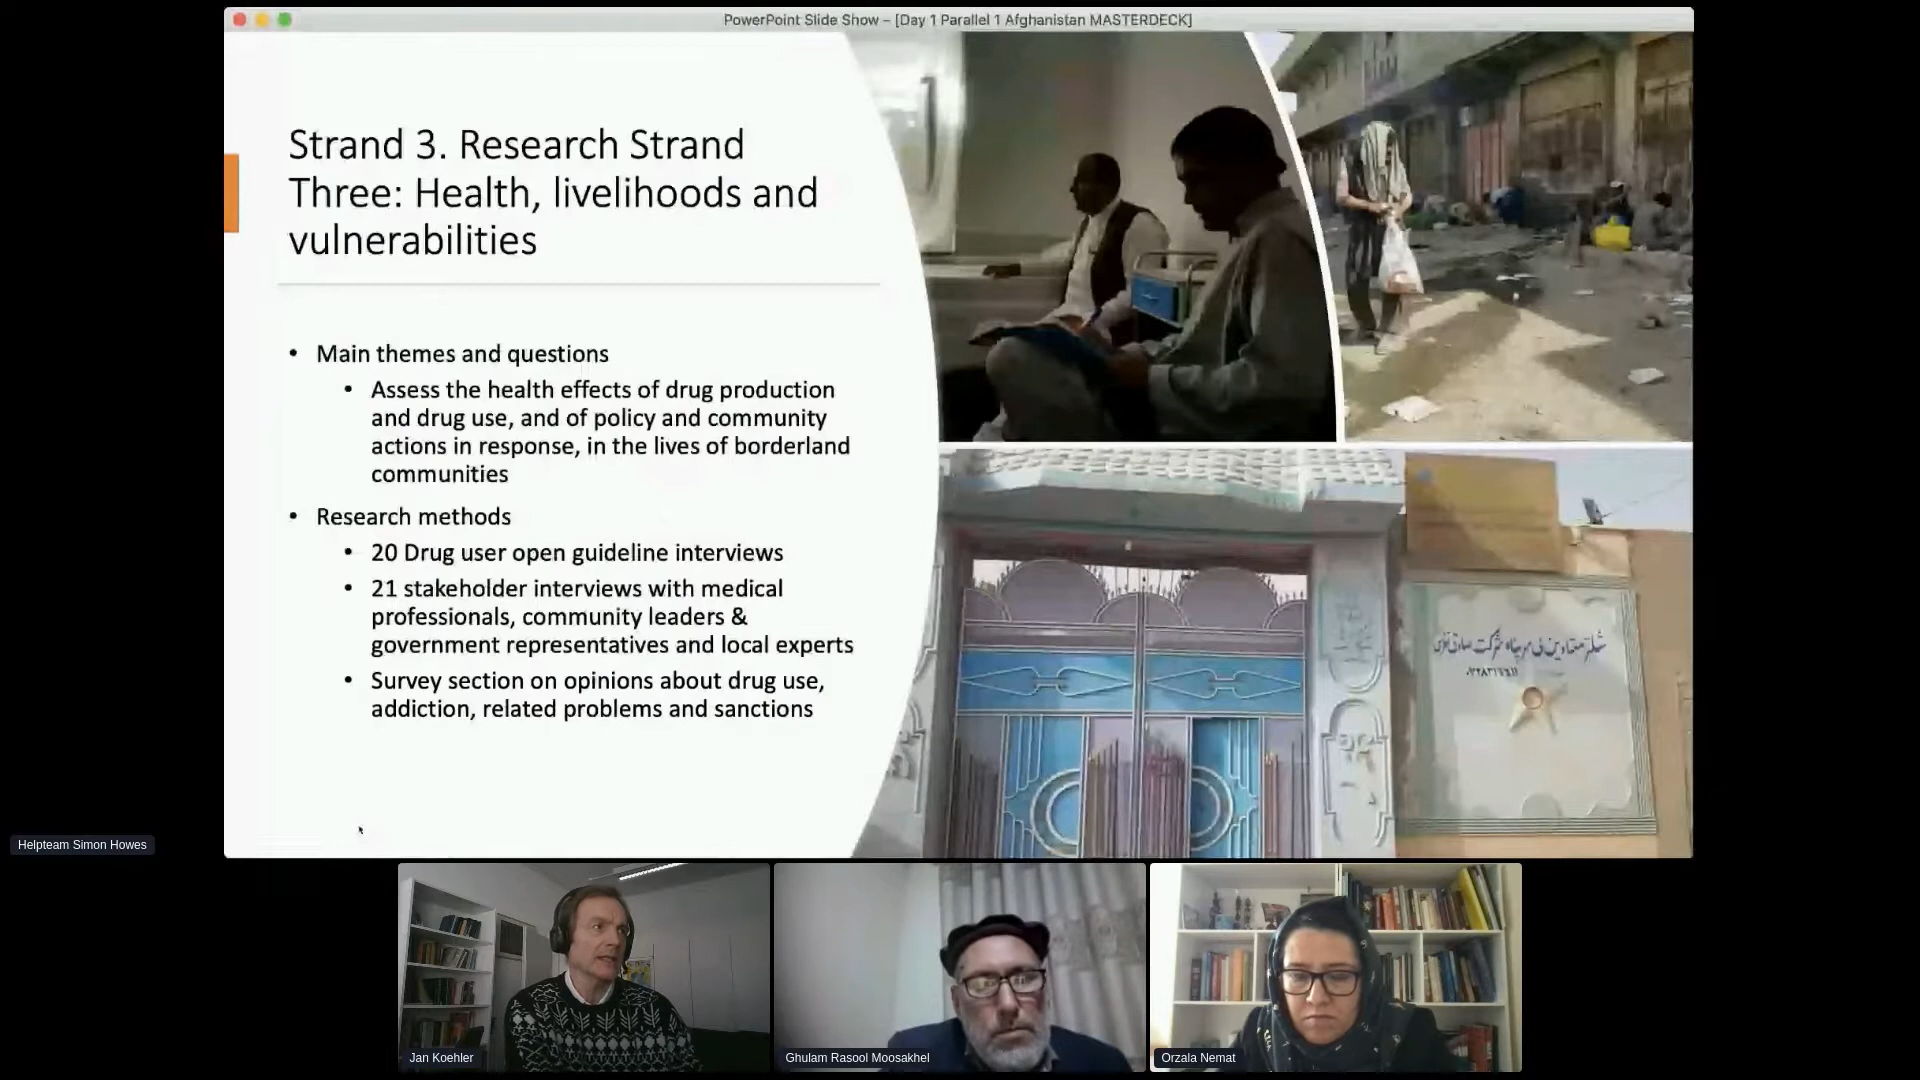 PowerPoint Slide Show – [Day 1 Parallel 1 Afghanistan MASTERDECK]
Strand 3. Research Strand
Three: Health, livelihoods and
vulnerabilities
• Main themes and questions
• Assess the health effects of drug production
and drug use, and of policy and community
actions in response, in the lives of borderland
communities
• Research methods
• 20 Drug user open guideline interviews
• 21 stakeholder interviews with medical
professionals, community leaders &
government representatives and local experts
• Survey section on opinions about drug use,
addiction, related problems and sanctions
Helpteam Simon Howes
Jan Koehler
Ghulam Rasool Moosakhel
Orzala Nemat